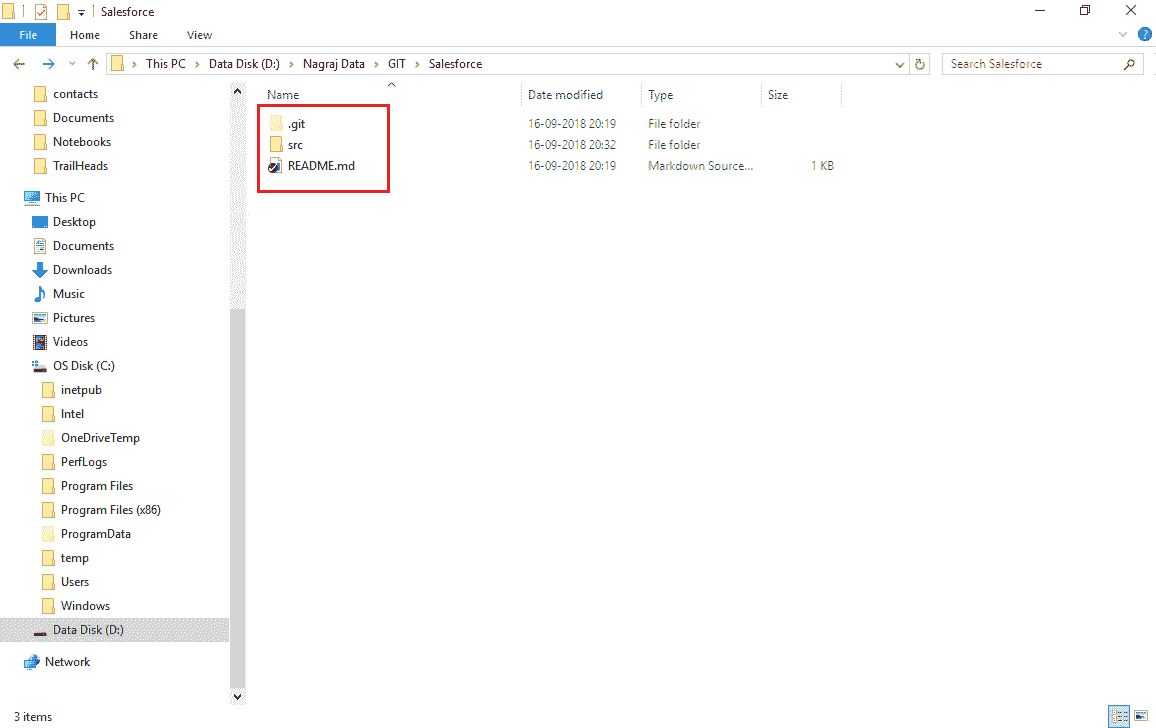 Salesforce
File Home Share View
This PC Data Disk (D:) Nagraj Data GIT Salesforce
Search Salesforce
contacts
Documents
Notebooks
TrailHeads
This PC
Desktop
Documents
Downloads
Music
Pictures
Videos
OS Disk (C:)
inetpub
Intel
OneDriveTemp
PerfLogs
Program Files
Program Files (x86)
ProgramData
temp
Users
Windows
Data Disk (D:)
Network
Name Date modified Type Size
.git 16-09-2018 20:19 File folder
src 16-09-2018 20:32 File folder
README.md 16-09-2018 20:19 Markdown Source... 1 KB
3 items